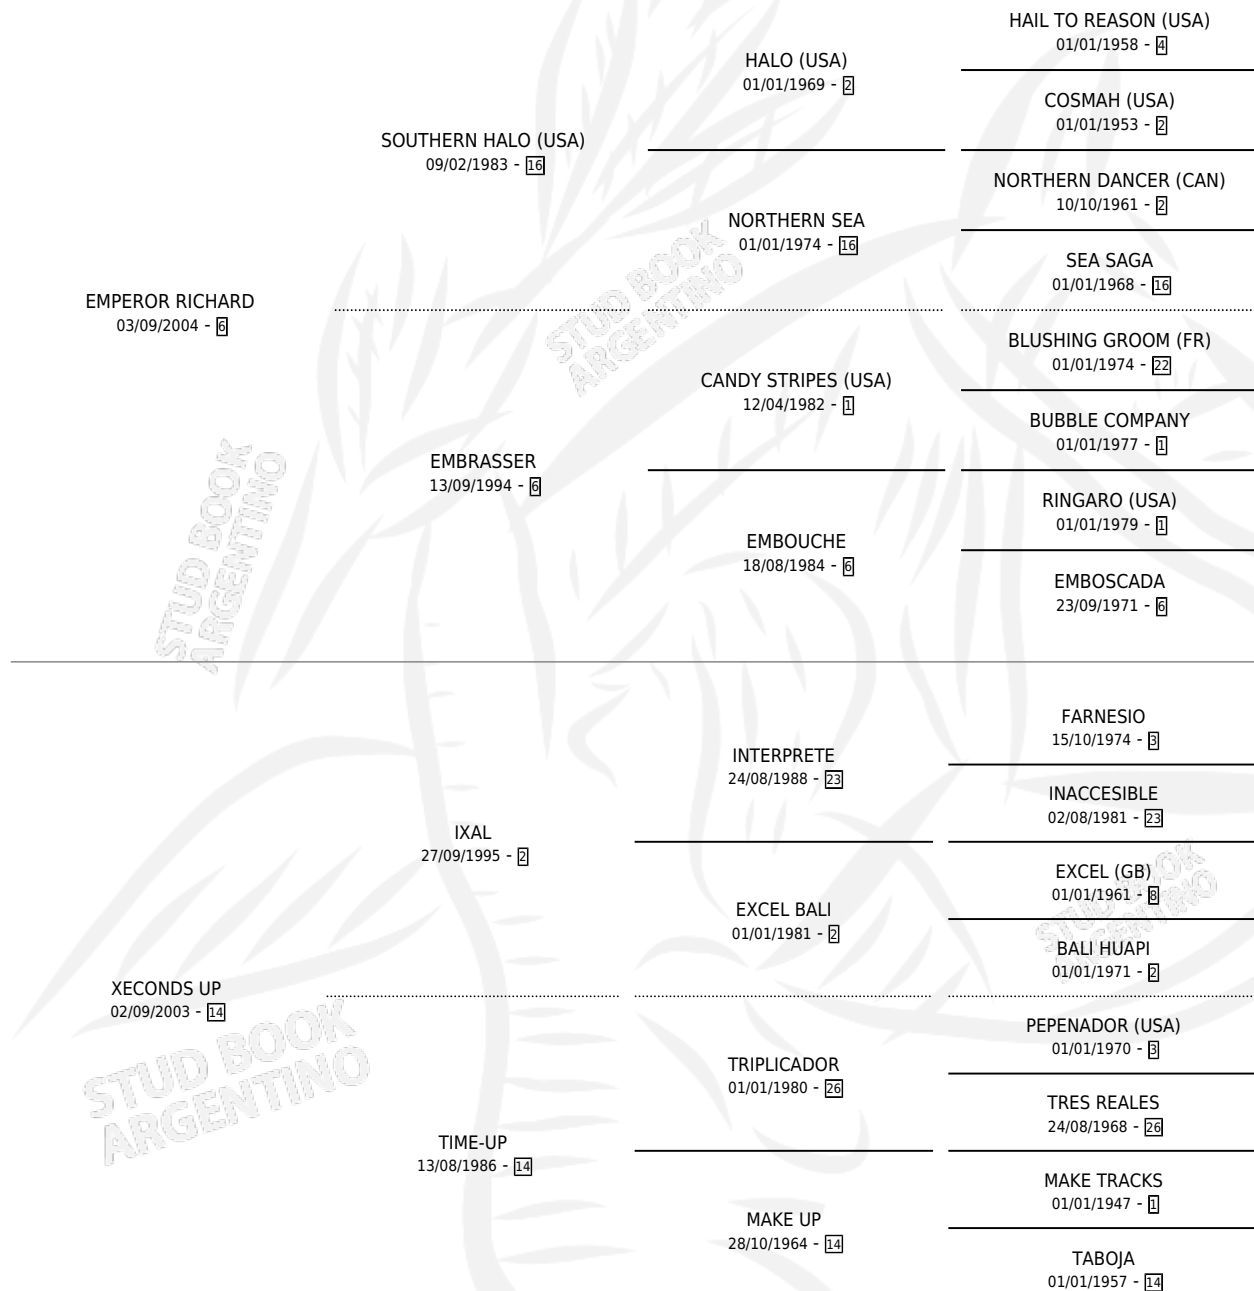 HAIL TO REASON (USA)
01/01/1958 - 4
HALO (USA)
01/01/1969 - 2
COSMAH (USA)
01/01/1953 - 2
SOUTHERN HALO (USA)
09/02/1983 - 16
NORTHERN DANCER (CAN)
10/10/1961 - 2
NORTHERN SEA
01/01/1974 - 16
SEA SAGA
01/01/1968 - 16
EMPEROR RICHARD
03/09/2004 - 6
BLUSHING GROOM (FR)
01/01/1974 - 22
CANDY STRIPES (USA)
12/04/1982 - 1
BUBBLE COMPANY
01/01/1977 - 1
EMBRASSER
13/09/1994 - 6
RINGARO (USA)
01/01/1979 - 1
EMBOUCHE
18/08/1984 - 6
EMBOSCADA
23/09/1971 - 6
FARNESIO
15/10/1974 - 3
INTERPRETE
24/08/1988 - 23
INACCESIBLE
02/08/1981 - 23
IXAL
27/09/1995 - 2
EXCEL (GB)
01/01/1961 - 8
EXCEL BALI
01/01/1981 - 2
BALI HUAPI
01/01/1971 - 2
XECONDS UP
02/09/2003 - 14
PEPENADOR (USA)
01/01/1970 - 3
TRIPLICADOR
01/01/1980 - 26
TRES REALES
24/08/1968 - 26
TIME-UP
13/08/1986 - 14
MAKE TRACKS
01/01/1947 - 1
MAKE UP
28/10/1964 - 14
TABOJA
01/01/1957 - 14
STUD BOOK
ARGENTINO
STUD BOOK
ARGENTINO
STUD BOOK
ARGENTINO
STUD BOOK
ARGENTINO